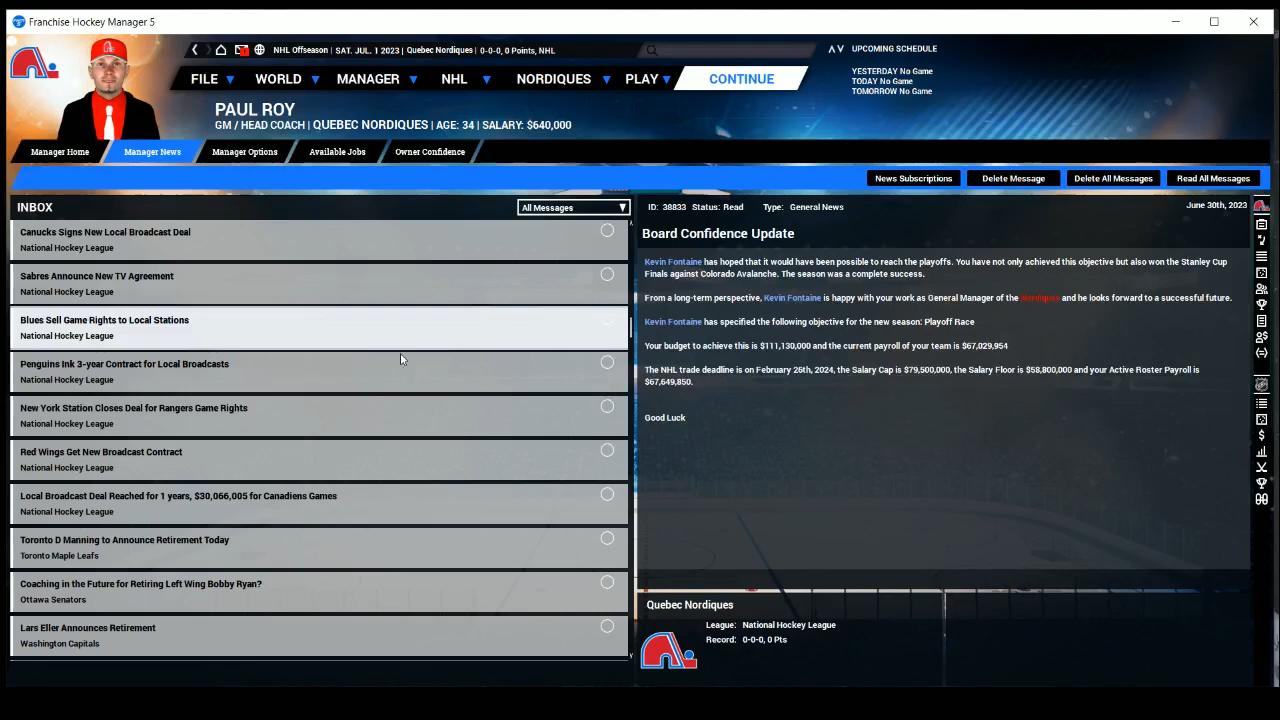 Franchise Hockey Manager 5
NHL Offseason | SAT. JUL. 1 2023 | Quebec Nordiques | 0-0-0, 0 Points, NHL
UPCOMING SCHEDULE
FILE WORLD MANAGER NHL NORDIQUES PLAY CONTINUE
YESTERDAY No Game
TODAY No Game
TOMORROW No Game
PAUL ROY
GM / HEAD COACH | QUEBEC NORDIQUES | AGE: 34 | SALARY: $640,000
Manager Home Manager News Manager Options Available Jobs Owner Confidence
News Subscriptions Delete Message Delete All Messages Read All Messages
INBOX All Messages
Canucks Signs New Local Broadcast Deal
National Hockey League
Sabres Announce New TV Agreement
National Hockey League
Blues Sell Game Rights to Local Stations
National Hockey League
Penguins Ink 3-year Contract for Local Broadcasts
National Hockey League
New York Station Closes Deal for Rangers Game Rights
National Hockey League
Red Wings Get New Broadcast Contract
National Hockey League
Local Broadcast Deal Reached for 1 years, $30,066,005 for Canadiens Games
National Hockey League
Toronto D Manning to Announce Retirement Today
Toronto Maple Leafs
Coaching in the Future for Retiring Left Wing Bobby Ryan?
Ottawa Senators
Lars Eller Announces Retirement
Washington Capitals
ID: 38833 Status: Read Type: General News June 30th, 2023
Board Confidence Update
Kevin Fontaine has hoped that it would have been possible to reach the playoffs. You have not only achieved this objective but also won the Stanley Cup
Finals against Colorado Avalanche. The season was a complete success.
From a long-term perspective, Kevin Fontaine is happy with your work as General Manager of the Nordiques and he looks forward to a successful future.
Kevin Fontaine has specified the following objective for the new season: Playoff Race
Your budget to achieve this is $111,130,000 and the current payroll of your team is $67,029,954
The NHL trade deadline is on February 26th, 2024, the Salary Cap is $79,500,000, the Salary Floor is $58,800,000 and your Active Roster Payroll is
$67,649,850.
Good Luck
Quebec Nordiques
League: National Hockey League
Record: 0-0-0, 0 Pts